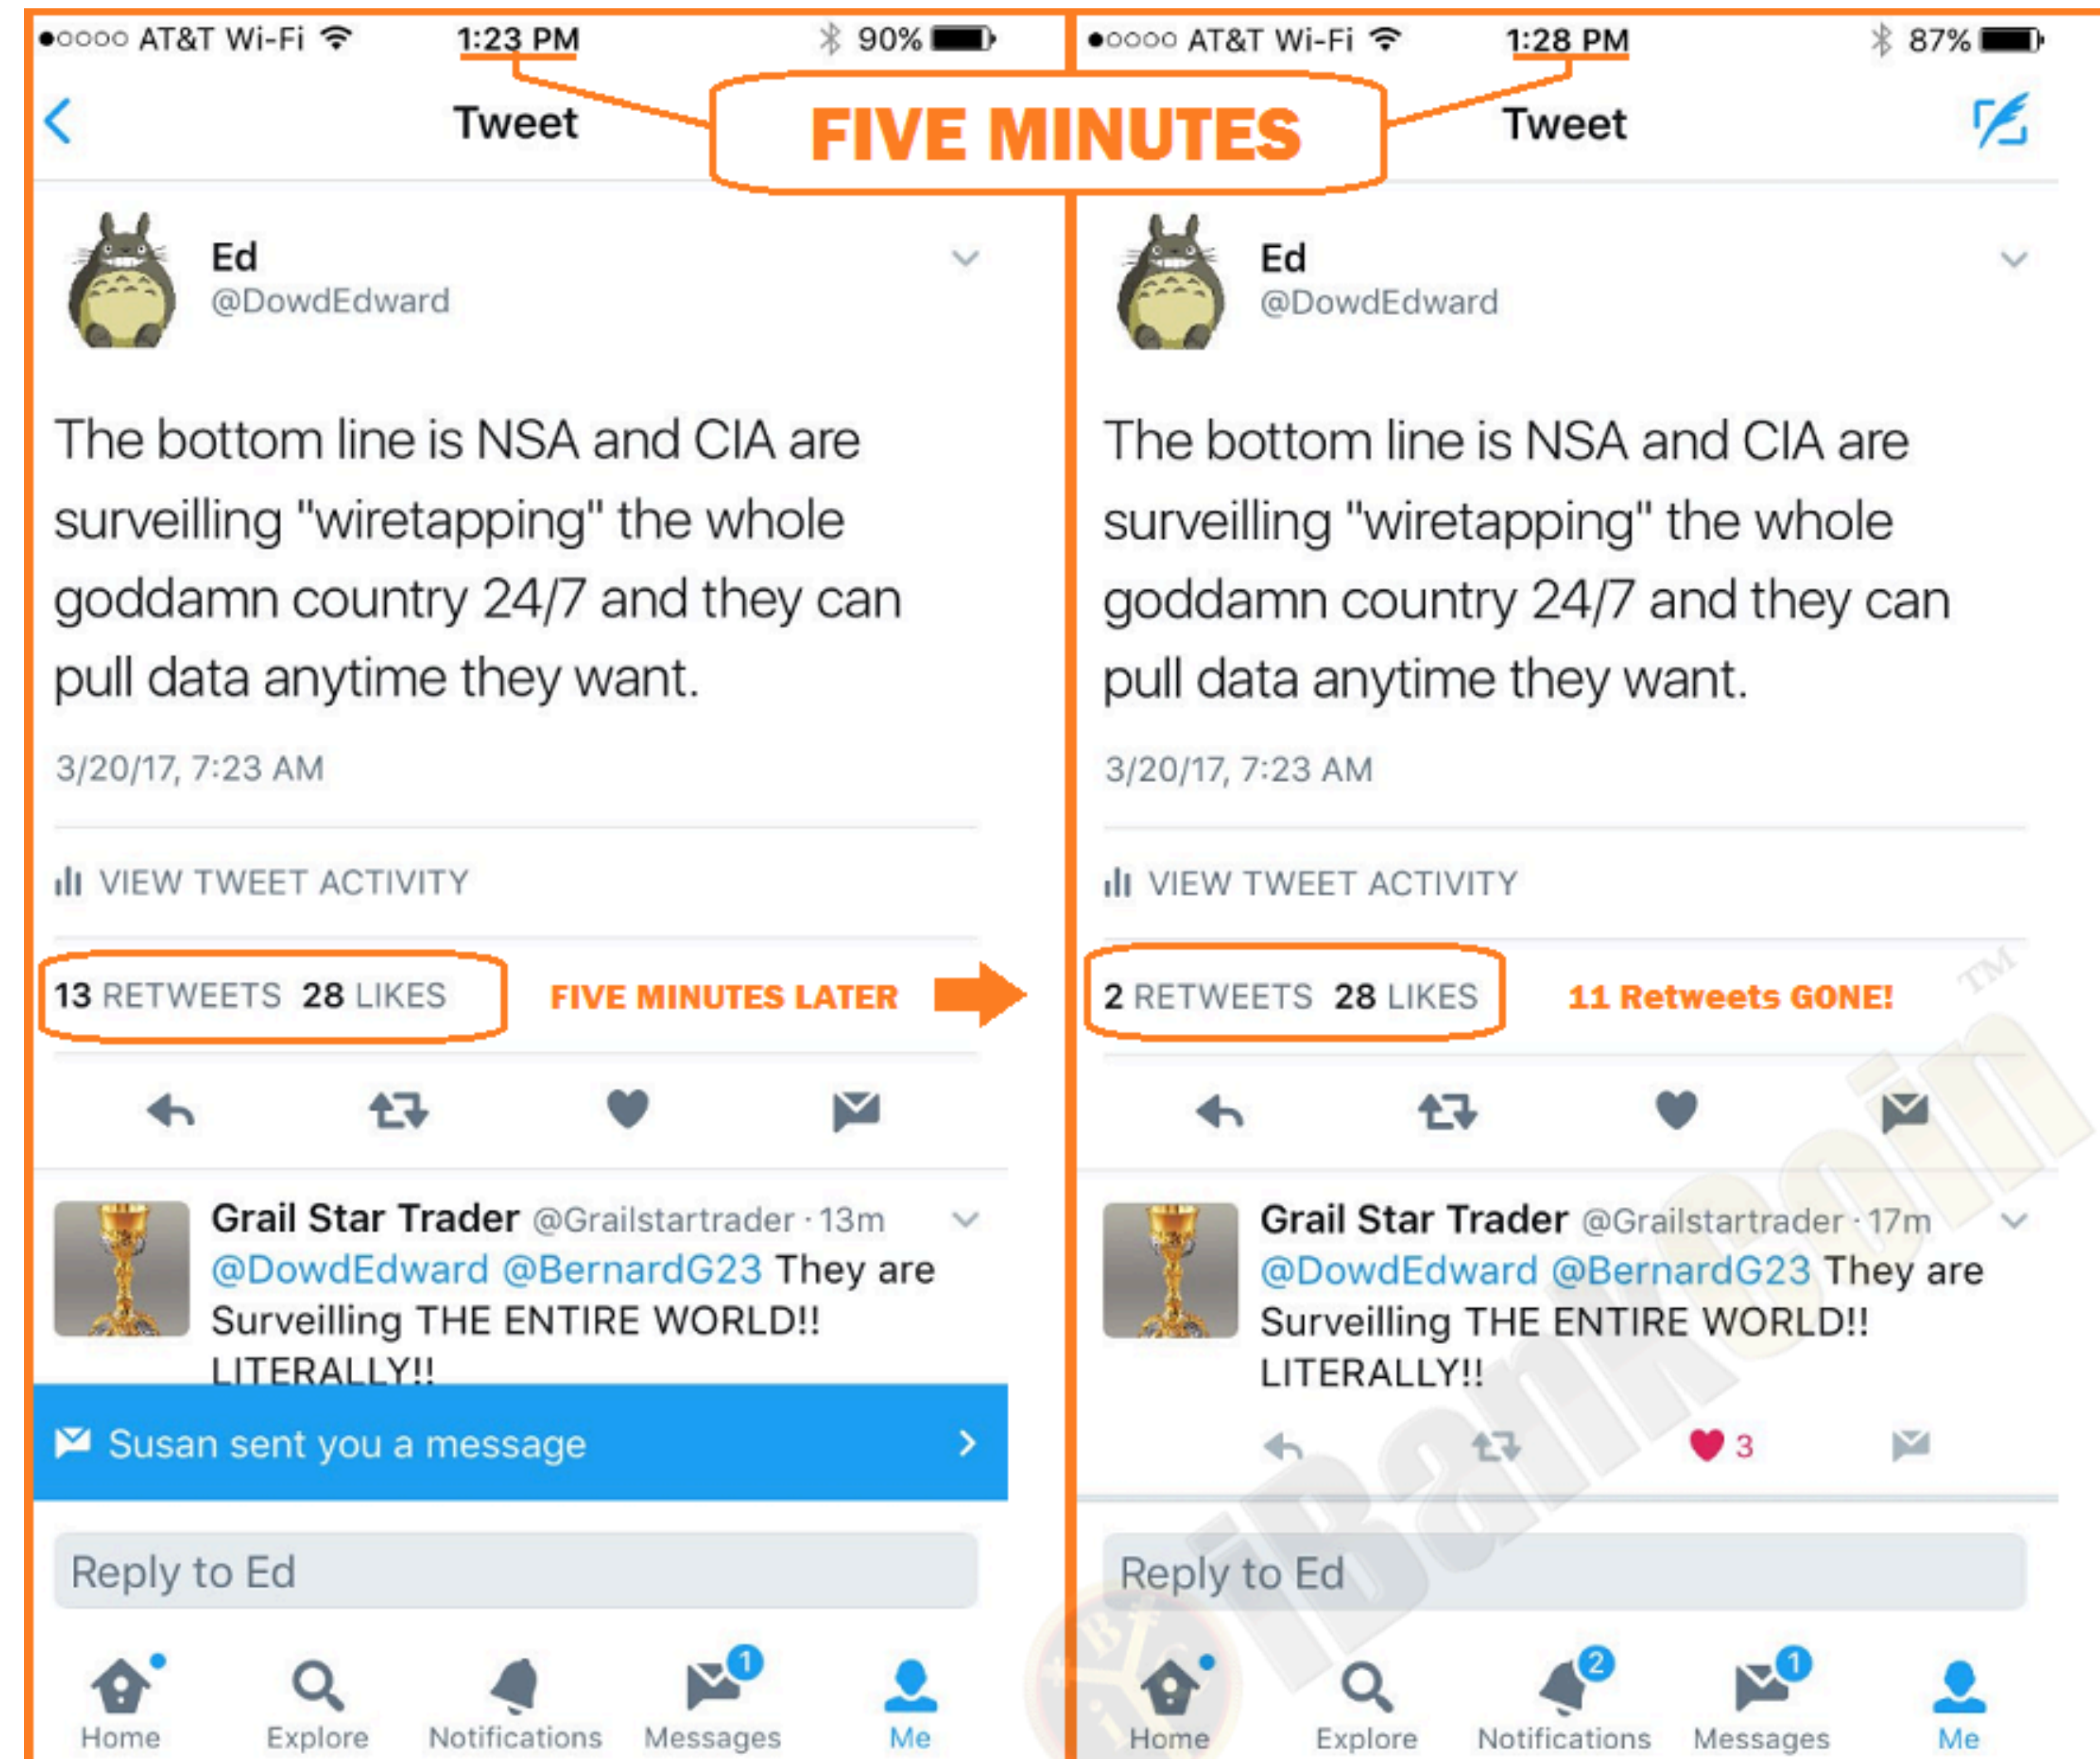 AT&T Wi-Fi 1:23 PM 90%
Tweet
Ed
@DowdEdward
The bottom line is NSA and CIA are
surveilling "wiretapping" the whole
goddamn country 24/7 and they can
pull data anytime they want.
3/20/17, 7:23 AM
VIEW TWEET ACTIVITY
13 RETWEETS 28 LIKES
FIVE MINUTES LATER
Grail Star Trader @Grailstartrader · 13m
@DowdEdward @BernardG23 They are
Surveilling THE ENTIRE WORLD!!
LITERALLY!!
Susan sent you a message
Reply to Ed
1
Home Explore Notifications Messages Me
FIVE MINUTES
AT&T Wi-Fi 1:28 PM 87%
Tweet
Ed
@DowdEdward
The bottom line is NSA and CIA are
surveilling "wiretapping" the whole
goddamn country 24/7 and they can
pull data anytime they want.
3/20/17, 7:23 AM
VIEW TWEET ACTIVITY
2 RETWEETS 28 LIKES
11 Retweets GONE!
Grail Star Trader @Grailstartrader · 17m
@DowdEdward @BernardG23 They are
Surveilling THE ENTIRE WORLD!!
LITERALLY!!
3
Reply to Ed
2 1
Home Explore Notifications Messages Me
iBankCoin TM